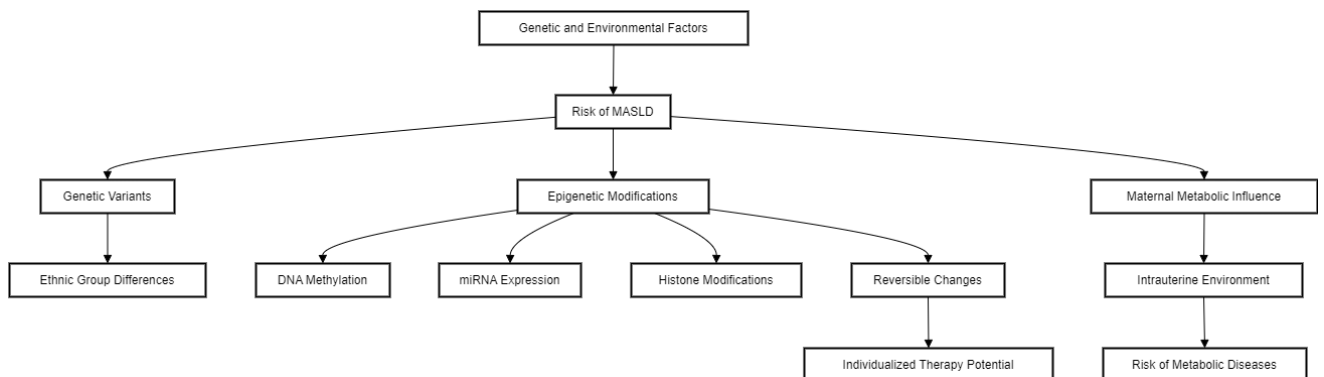 Genetic and Environmental Factors
Risk of MASLD
Genetic Variants
Epigenetic Modifications
Maternal Metabolic Influence
Ethnic Group Differences
DNA Methylation
miRNA Expression
Histone Modifications
Reversible Changes
Intrauterine Environment
Individualized Therapy Potential
Risk of Metabolic Diseases